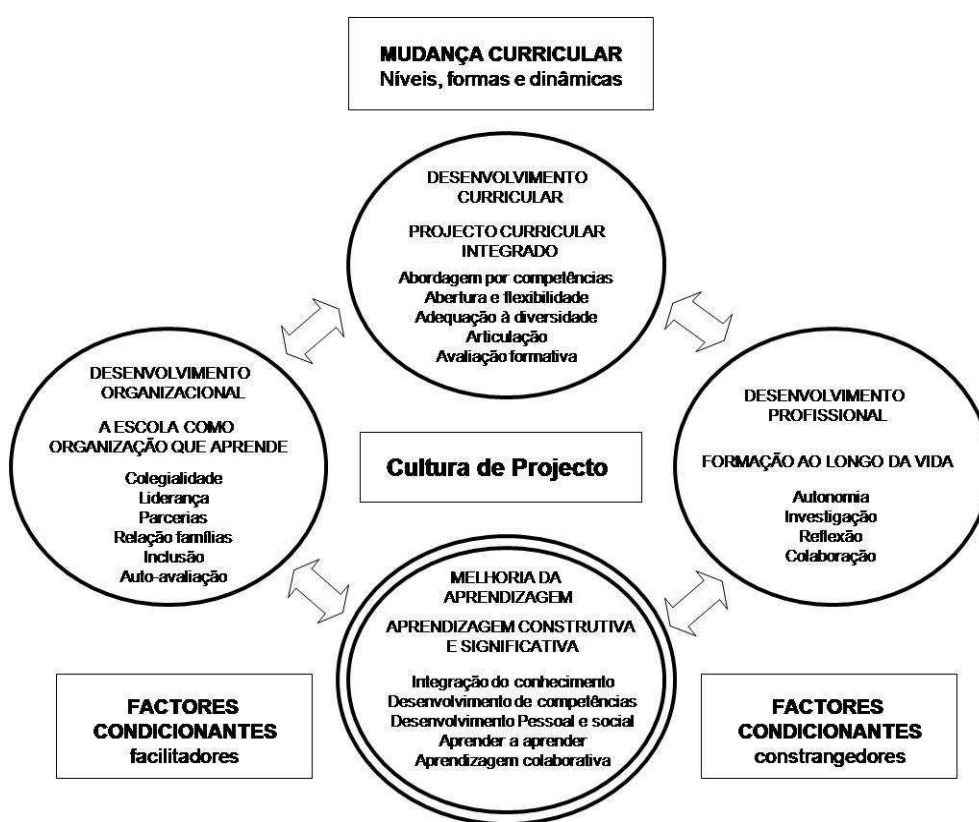 MUDANÇA CURRICULAR
Níveis, formas e dinâmicas
DESENVOLVIMENTO
CURRICULAR
PROJECTO CURRICULAR
INTEGRADO
Abordagem por competências
Abertura e flexibilidade
Adequação à diversidade
Articulação
Avaliação formativa
DESENVOLVIMENTO
ORGANIZACIONAL
A ESCOLA COMO
ORGANIZAÇÃO QUE APRENDE
Colegialidade
Liderança
Parcerias
Relação famílias
Inclusão
Auto-avaliação
Cultura de Projecto
DESENVOLVIMENTO
PROFISSIONAL
FORMAÇÃO AO LONGO DA VIDA
Autonomia
Investigação
Reflexão
Colaboração
MELHORIA DA
APRENDIZAGEM
APRENDIZAGEM CONSTRUTIVA
E SIGNIFICATIVA
Integração do conhecimento
Desenvolvimento de competências
Desenvolvimento Pessoal e social
Aprender a aprender
Aprendizagem colaborativa
FACTORES
CONDICIONANTES
facilitadores
FACTORES
CONDICIONANTES
constrangedores